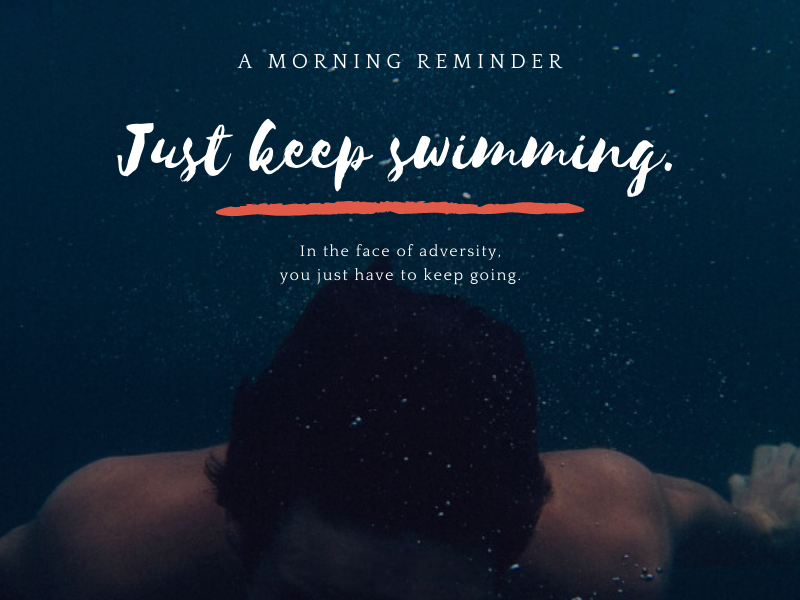 A MORNING REMINDER
Just keep swimming.
In the face of adversity,
you just have to keep going.